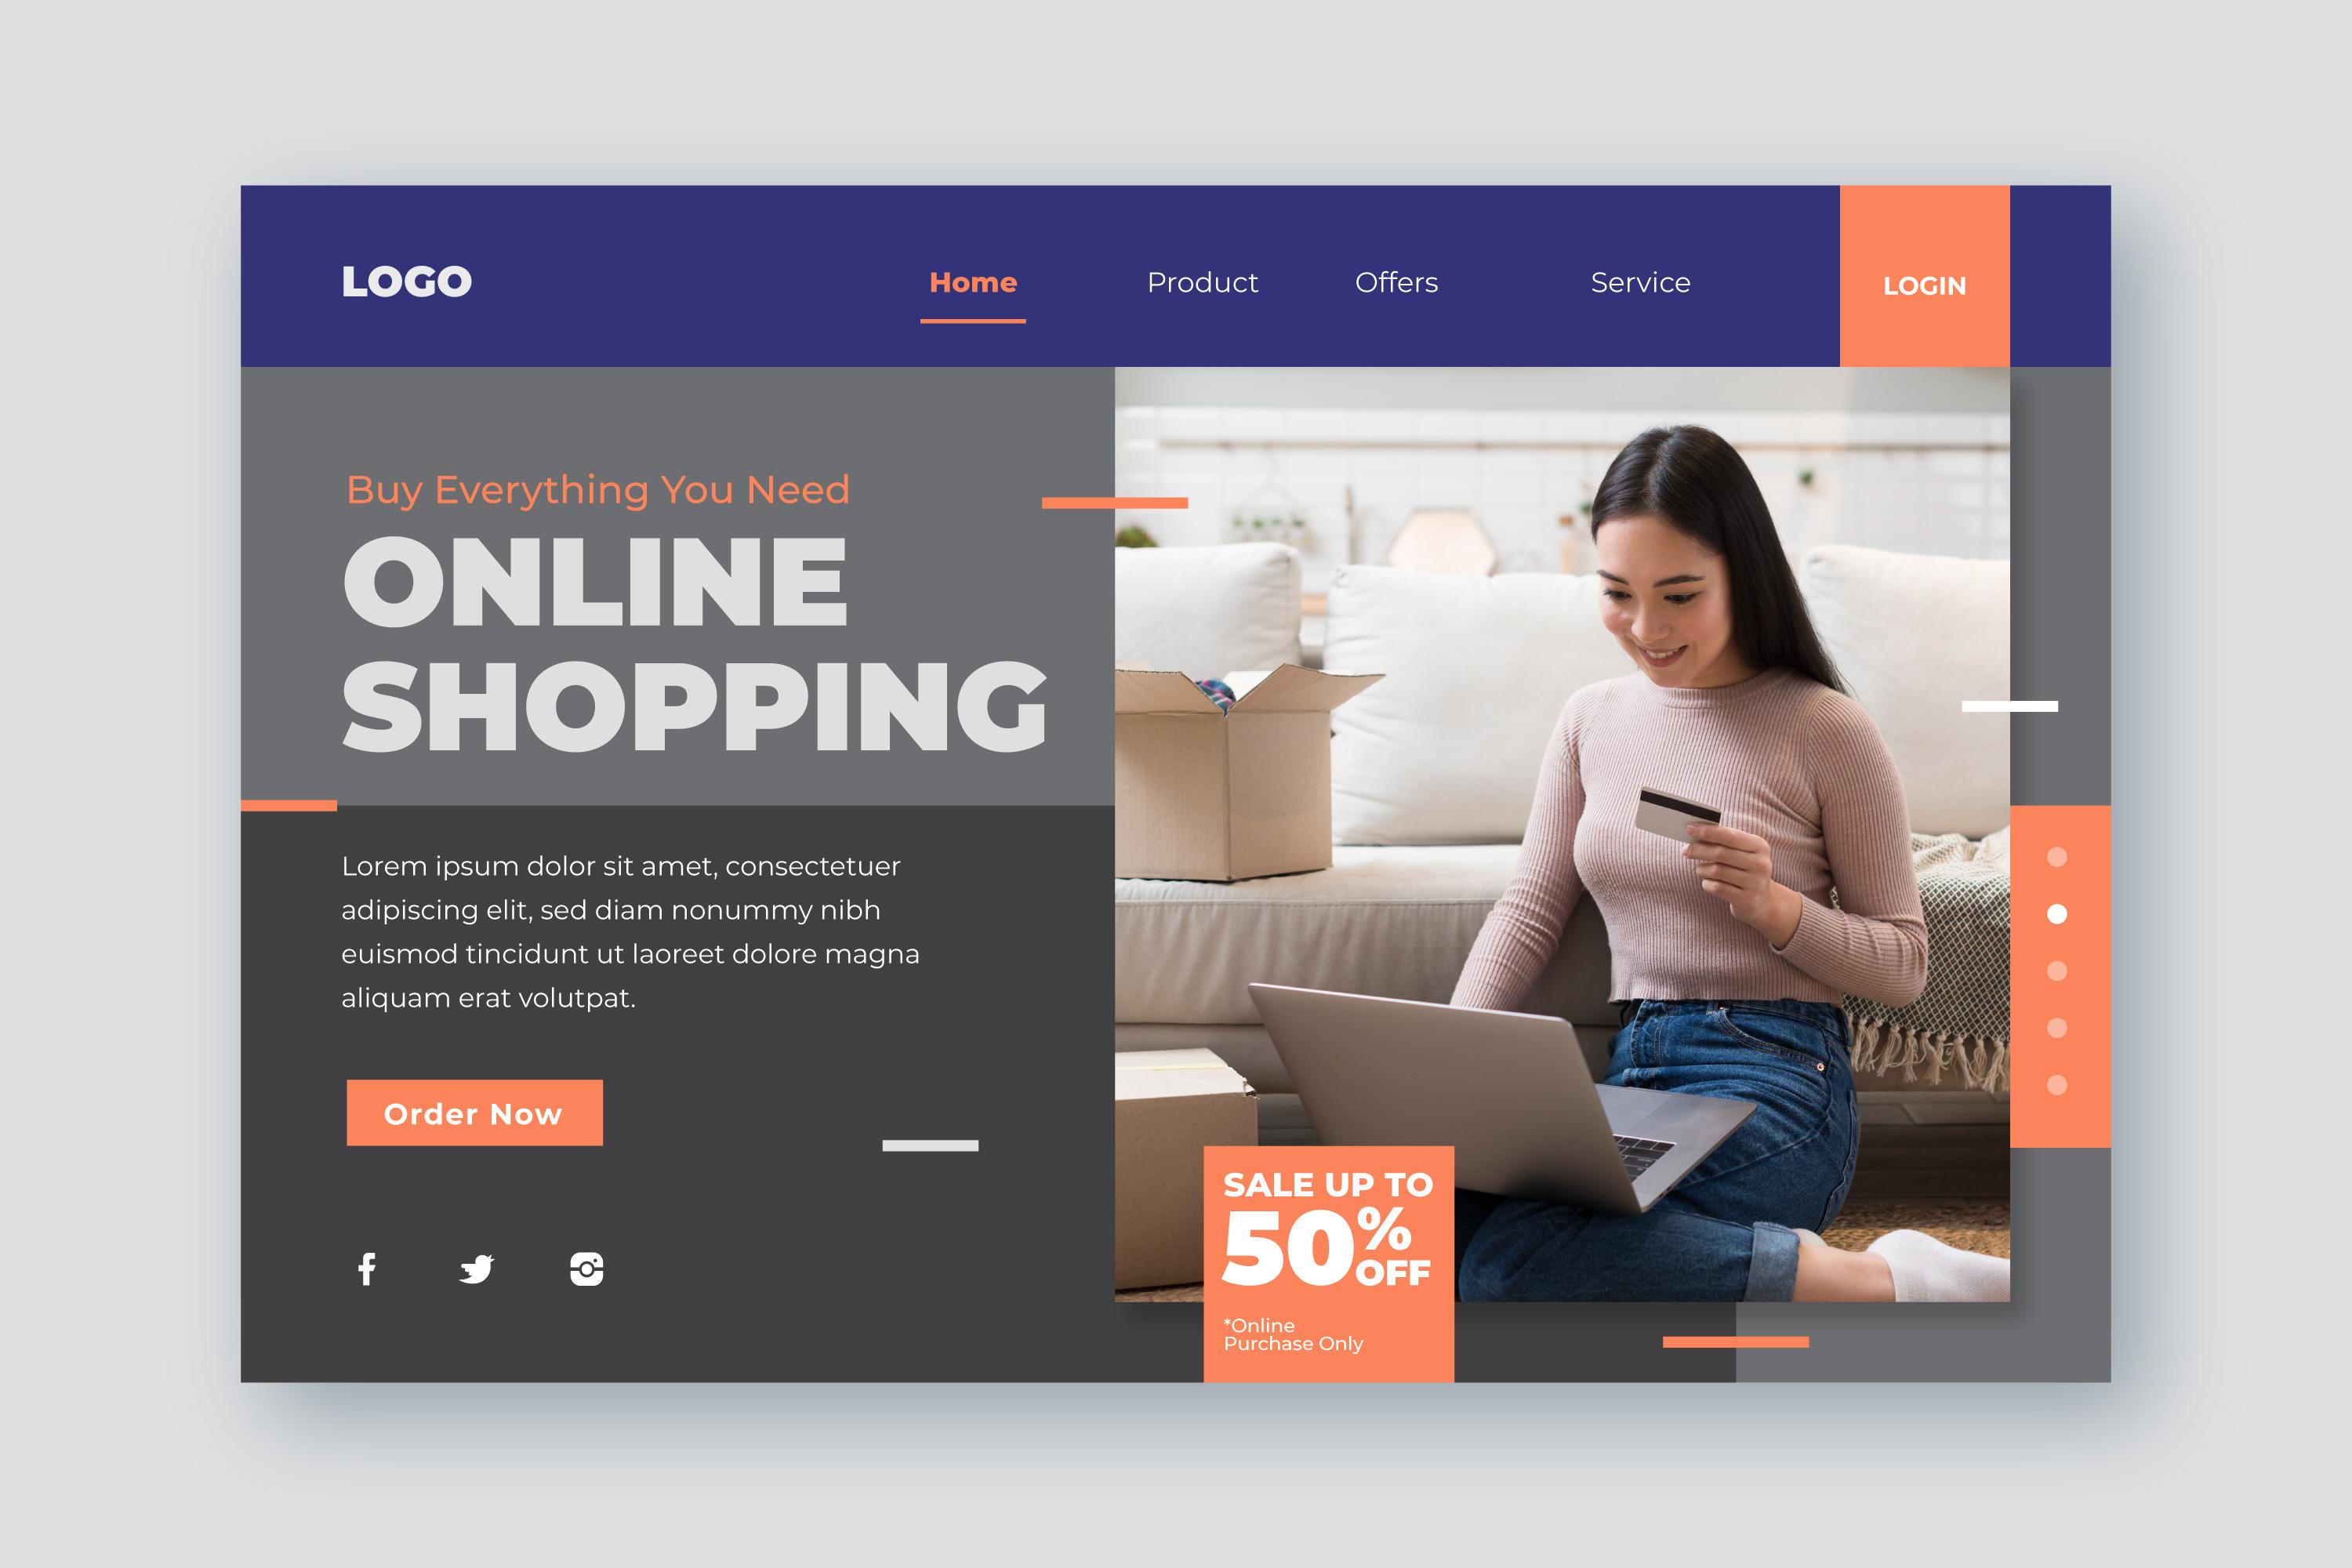 LOGO
Home
Product
Offers
Service
LOGIN
Buy Everything You Need
ONLINE
SHOPPING
Lorem ipsum dolor sit amet, consectetuer
adipiscing elit, sed diam nonummy nibh
euismod tincidunt ut laoreet dolore magna
aliquam erat volutpat.
Order Now
SALE UP TO
50%
OFF
*Online
Purchase Only